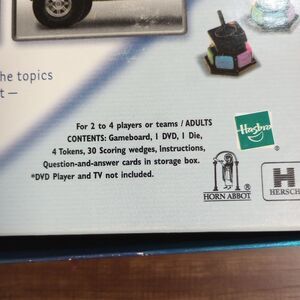 he topics
t —
For 2 to 4 players or teams / ADULTS
CONTENTS: Gameboard, 1 DVD, 1 Die,
4 Tokens, 30 Scoring wedges, Instructions,
Question-and-answer cards in storage box.
*DVD Player and TV not included.
Hasbro
HORN ABBOT
H
HERSCH